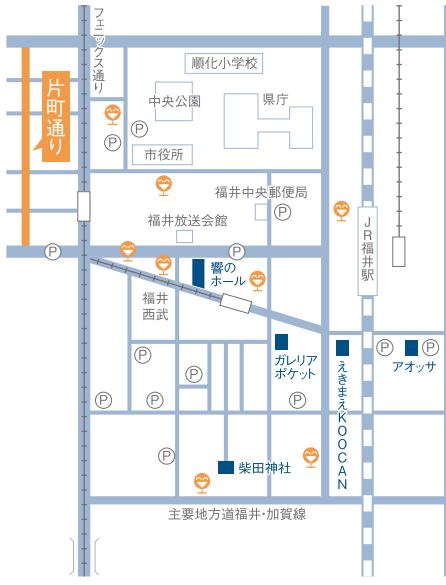 フェニックス通り
順化小学校
片町通り
中央公園
県庁
P
P
市役所
福井中央郵便局
P
福井放送会館
JR福井駅
P
P
響の
ホール
福井
西武
ガレリア
ポケット
えきまえKOOCAN
P
P
アオッサ
P
P
P
P
P
P
柴田神社
主要地方道福井・加賀線